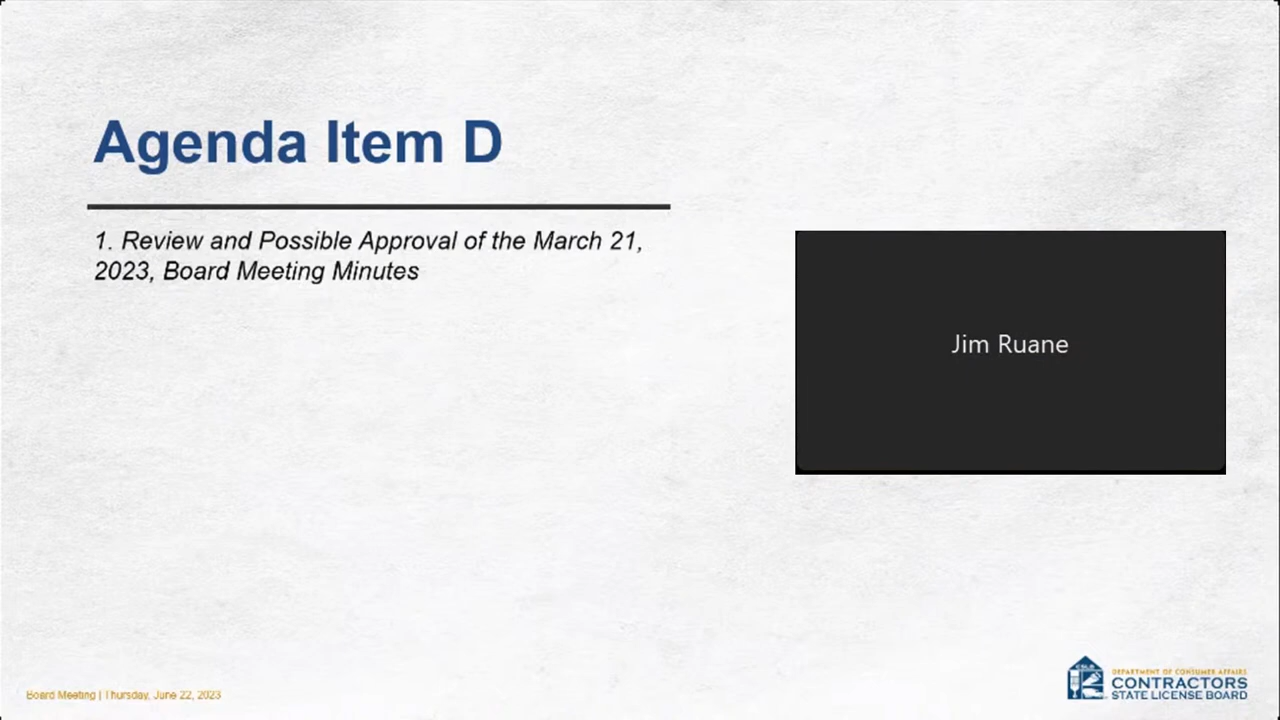 Agenda Item D
1. Review and Possible Approval of the March 21,
2023, Board Meeting Minutes
Jim Ruane
Board Meeting | Thursday, June 22, 2023
CSLB
DEPARTMENT OF CONSUMER AFFAIRS
CONTRACTORS
STATE LICENSE BOARD